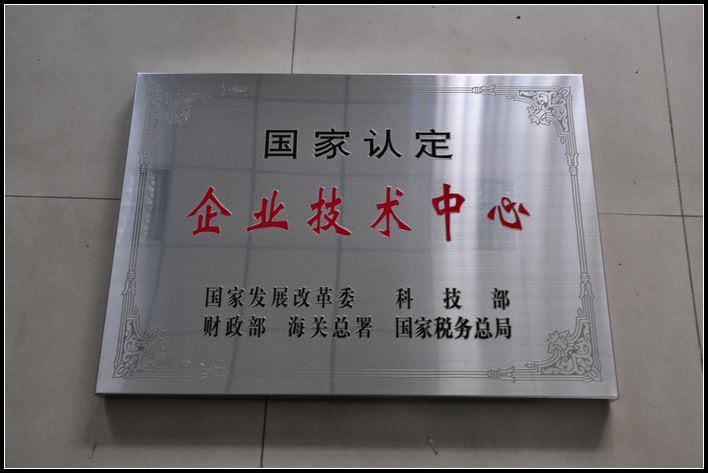 国家认定
企业技术中心
国家发展改革委 科技部
财政部 海关总署 国家税务总局